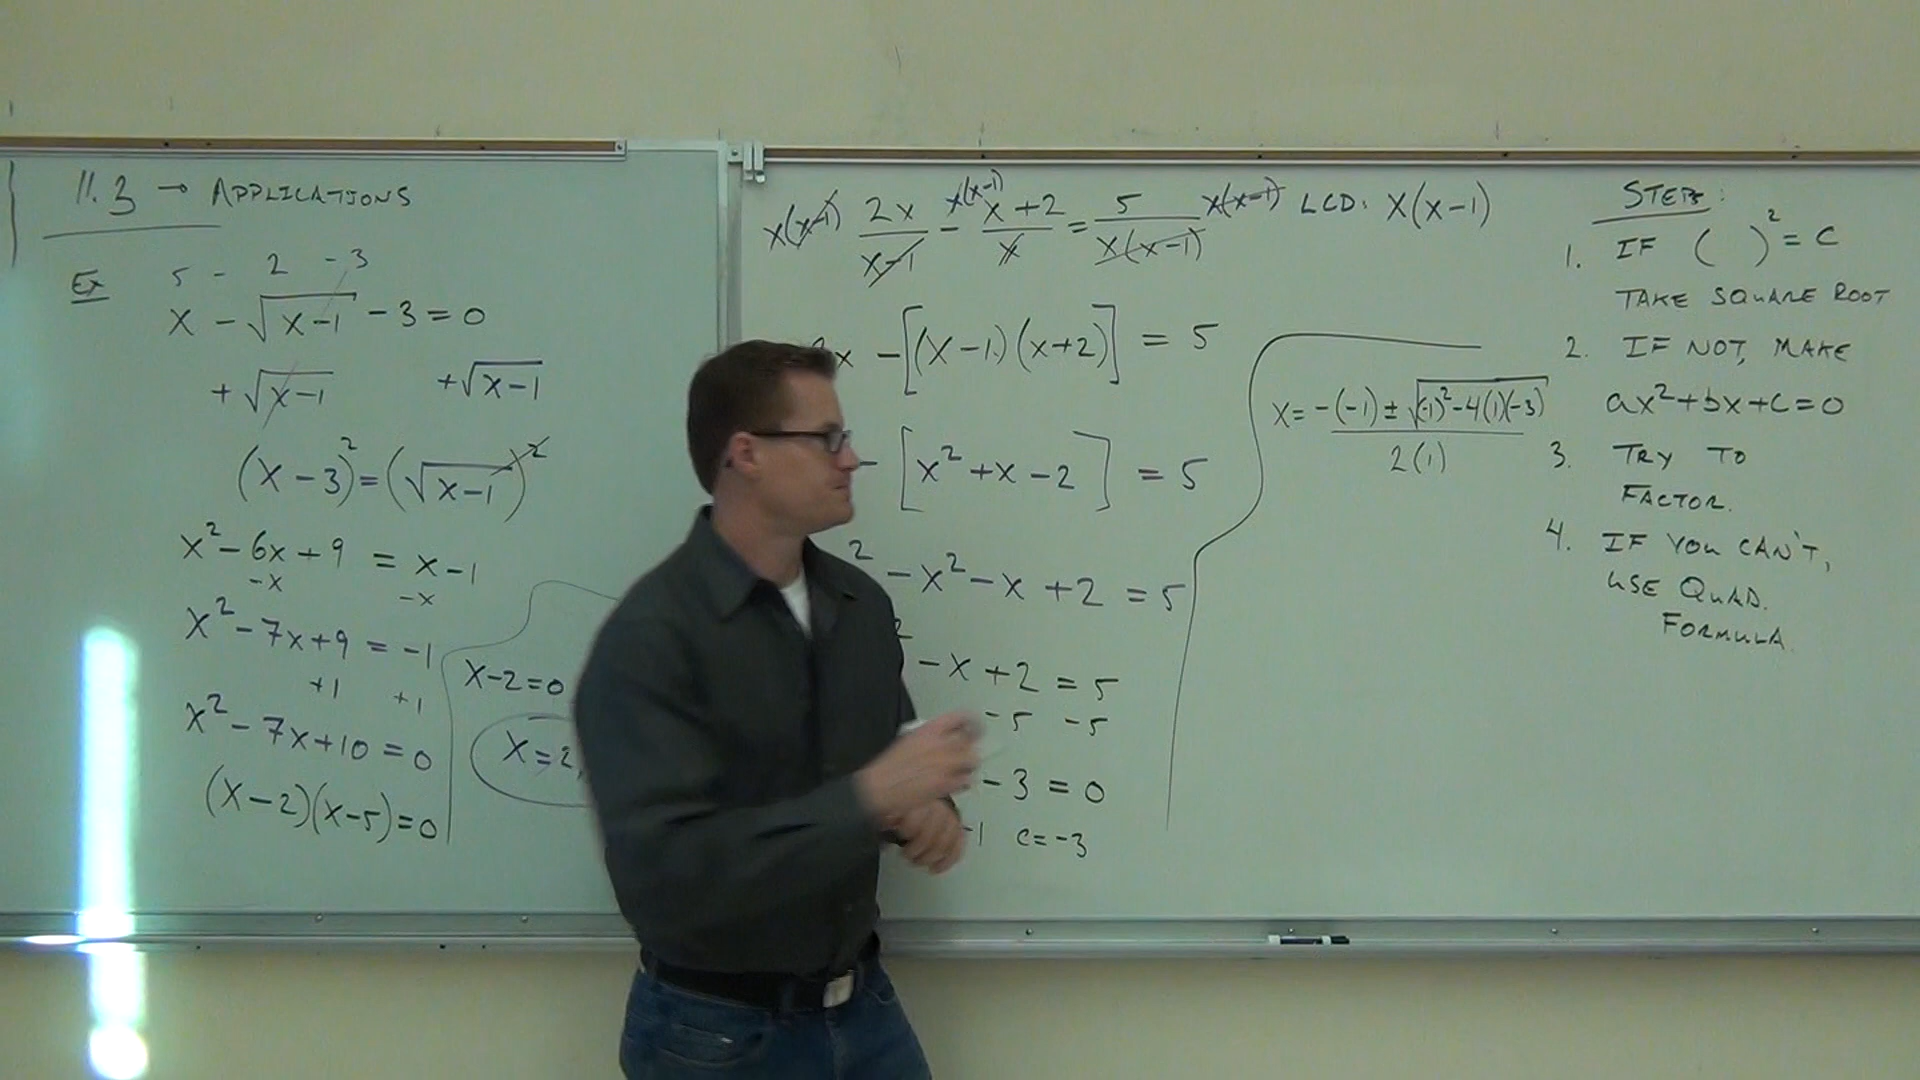 11.3 → APPLICATIONS
Ex 5 - 2 - 3
x - √(x-1) - 3 = 0
+√(x-1) +√(x-1)
(x-3)² = (√(x-1))²
x² - 6x + 9 = x - 1
-x -x
x² - 7x + 9 = -1
+1 +1
x² - 7x + 10 = 0
(x-2)(x-5) = 0
x-2=0
x=2,
x(x-1) 2x/(x-1) - x(x-1) (x+2)/x = 5/(x(x-1)) x(x-1) LCD: x(x-1)
x - [(x-1)(x+2)] = 5
- [x² + x - 2] = 5
2 - x² - x + 2 = 5
- x + 2 = 5
-5 -5
- 3 = 0
-1 c=-3
x = (-(-1) ± √((-1)² - 4(1)(-3)))/(2(1))
STEPS:
1. IF ( )² = C
TAKE SQUARE ROOT
2. IF NOT, MAKE
ax²+bx+c=0
3. TRY TO
FACTOR.
4. IF YOU CAN'T,
USE QUAD.
FORMULA.